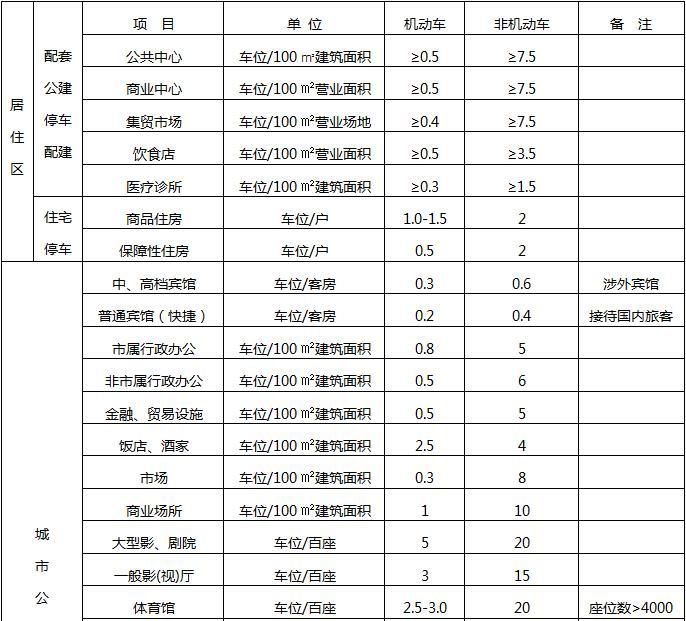 项 目 单 位 机动车 非机动车 备 注
居住区 配套公建停车配建 公共中心 车位/100 ㎡建筑面积 ≥0.5 ≥7.5
商业中心 车位/100 ㎡营业面积 ≥0.5 ≥7.5
集贸市场 车位/100 ㎡营业场地 ≥0.4 ≥7.5
饮食店 车位/100 ㎡营业面积 ≥0.5 ≥3.5
医疗诊所 车位/100 ㎡建筑面积 ≥0.3 ≥1.5
住宅停车 商品住房 车位/户 1.0-1.5 2
保障性住房 车位/户 0.5 2
城市公 中、高档宾馆 车位/客房 0.3 0.6 涉外宾馆
普通宾馆（快捷） 车位/客房 0.2 0.4 接待国内旅客
市属行政办公 车位/100 ㎡建筑面积 0.8 5
非市属行政办公 车位/100 ㎡建筑面积 0.5 6
金融、贸易设施 车位/100 ㎡建筑面积 0.5 5
饭店、酒家 车位/100 ㎡建筑面积 2.5 4
市场 车位/100 ㎡建筑面积 0.3 8
商业场所 车位/100 ㎡建筑面积 1 10
大型影、剧院 车位/百座 5 20
一般影(视)厅 车位/百座 3 15
体育馆 车位/百座 2.5-3.0 20 座位数>4000